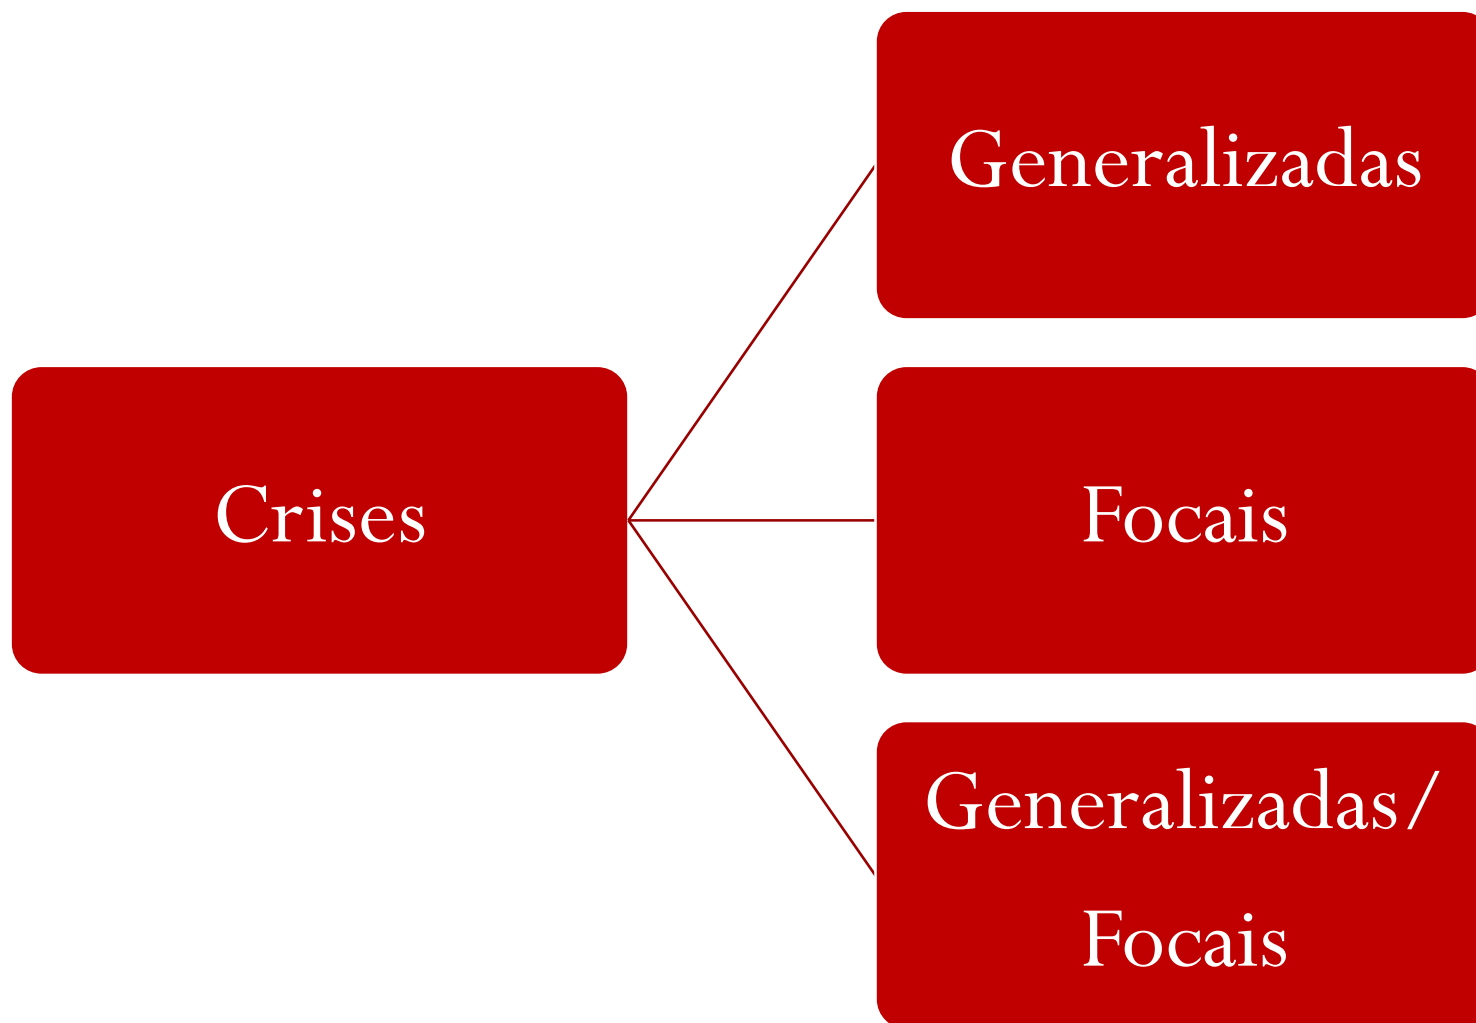 Generalizadas
Crises
Focais
Generalizadas/
Focais